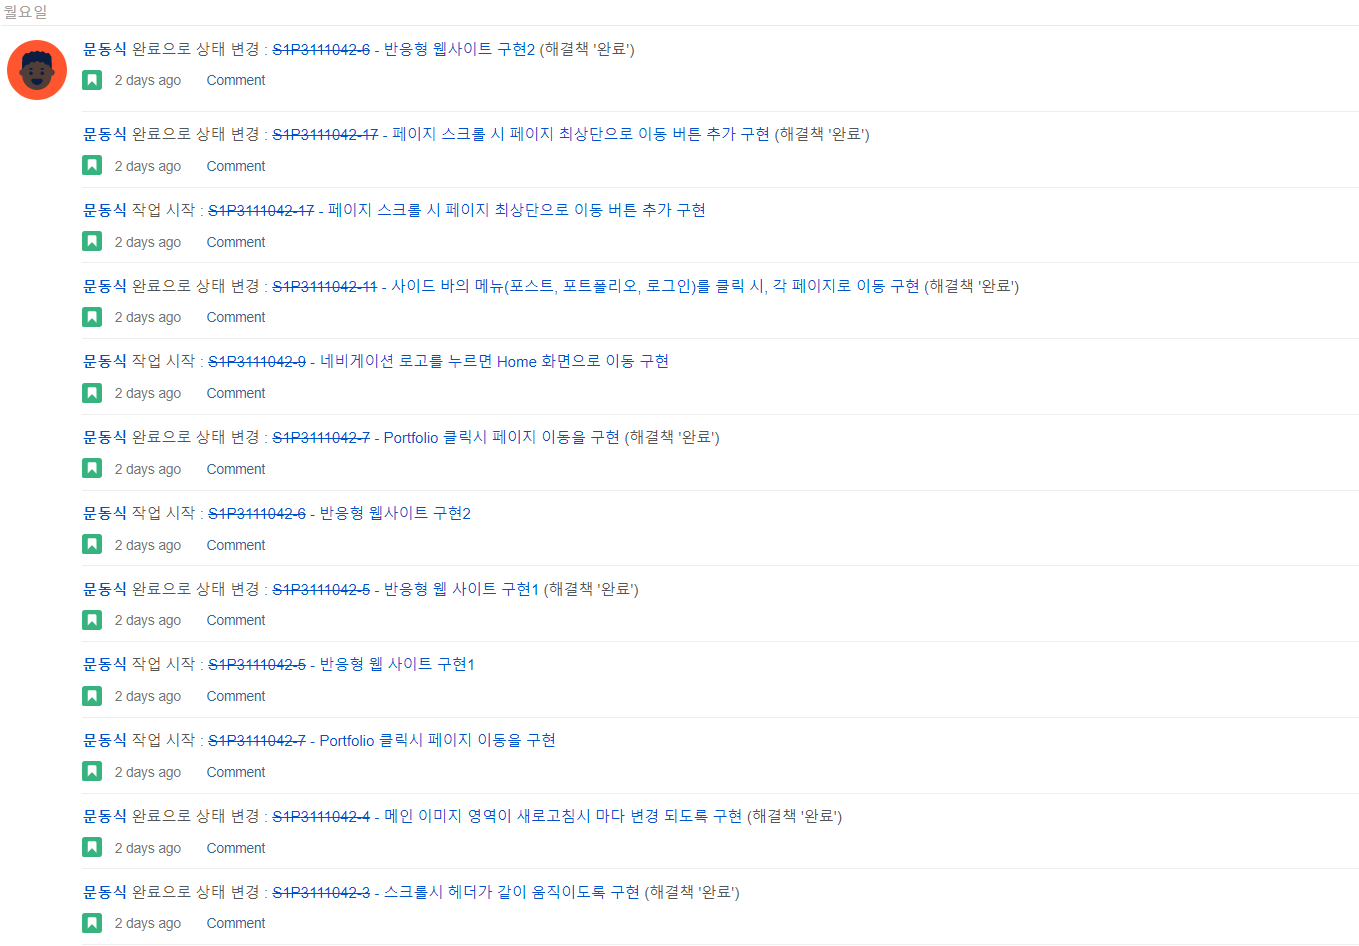 월요일
문동식 완료으로 상태 변경 : S1P3111042-6 - 반응형 웹사이트 구현2 (해결책 '완료')
2 days ago Comment
문동식 완료으로 상태 변경 : S1P3111042-17 - 페이지 스크롤 시 페이지 최상단으로 이동 버튼 추가 구현 (해결책 '완료')
2 days ago Comment
문동식 작업 시작 : S1P3111042-17 - 페이지 스크롤 시 페이지 최상단으로 이동 버튼 추가 구현
2 days ago Comment
문동식 완료으로 상태 변경 : S1P3111042-11 - 사이드 바의 메뉴(포스트, 포트폴리오, 로그인)를 클릭 시, 각 페이지로 이동 구현 (해결책 '완료')
2 days ago Comment
문동식 작업 시작 : S1P3111042-9 - 네비게이션 로고를 누르면 Home 화면으로 이동 구현
2 days ago Comment
문동식 완료으로 상태 변경 : S1P3111042-7 - Portfolio 클릭시 페이지 이동을 구현 (해결책 '완료')
2 days ago Comment
문동식 작업 시작 : S1P3111042-6 - 반응형 웹사이트 구현2
2 days ago Comment
문동식 완료으로 상태 변경 : S1P3111042-5 - 반응형 웹 사이트 구현1 (해결책 '완료')
2 days ago Comment
문동식 작업 시작 : S1P3111042-5 - 반응형 웹 사이트 구현1
2 days ago Comment
문동식 작업 시작 : S1P3111042-7 - Portfolio 클릭시 페이지 이동을 구현
2 days ago Comment
문동식 완료으로 상태 변경 : S1P3111042-4 - 메인 이미지 영역이 새로고침시 마다 변경 되도록 구현 (해결책 '완료')
2 days ago Comment
문동식 완료으로 상태 변경 : S1P3111042-3 - 스크롤시 헤더가 같이 움직이도록 구현 (해결책 '완료')
2 days ago Comment